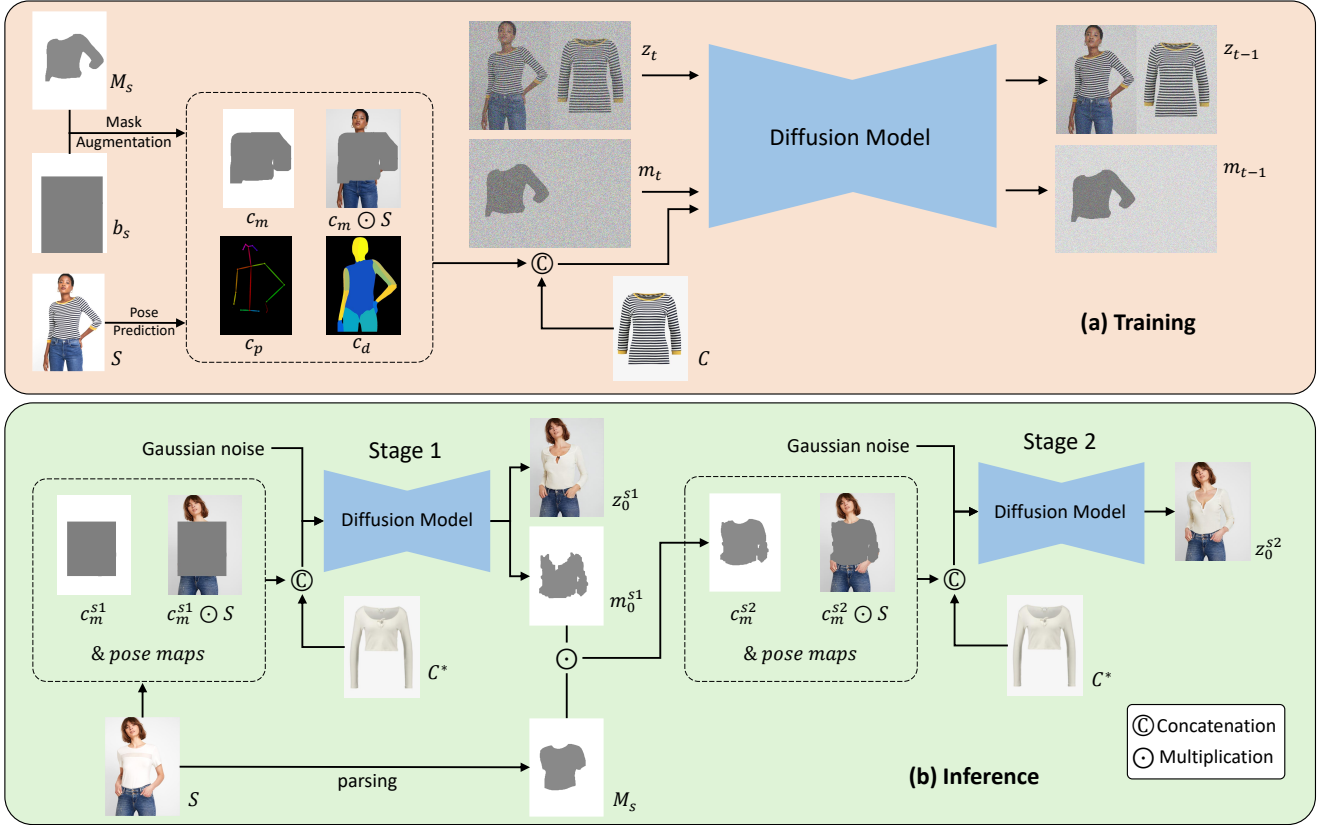 M_s
Mask
Augmentation
b_s
S
Pose
Prediction
c_m
c_m ⊙ S
c_p
c_d
z_t
m_t
©
C
Diffusion Model
z_{t−1}
m_{t−1}
(a) Training
Gaussian noise
Stage 1
Diffusion Model
c_m^{s1}
c_m^{s1} ⊙ S
& pose maps
©
C*
z_0^{s1}
m_0^{s1}
⊙
S
parsing
M_s
Gaussian noise
Stage 2
Diffusion Model
c_m^{s2}
c_m^{s2} ⊙ S
& pose maps
©
C*
z_0^{s2}
(b) Inference
© Concatenation
⊙ Multiplication